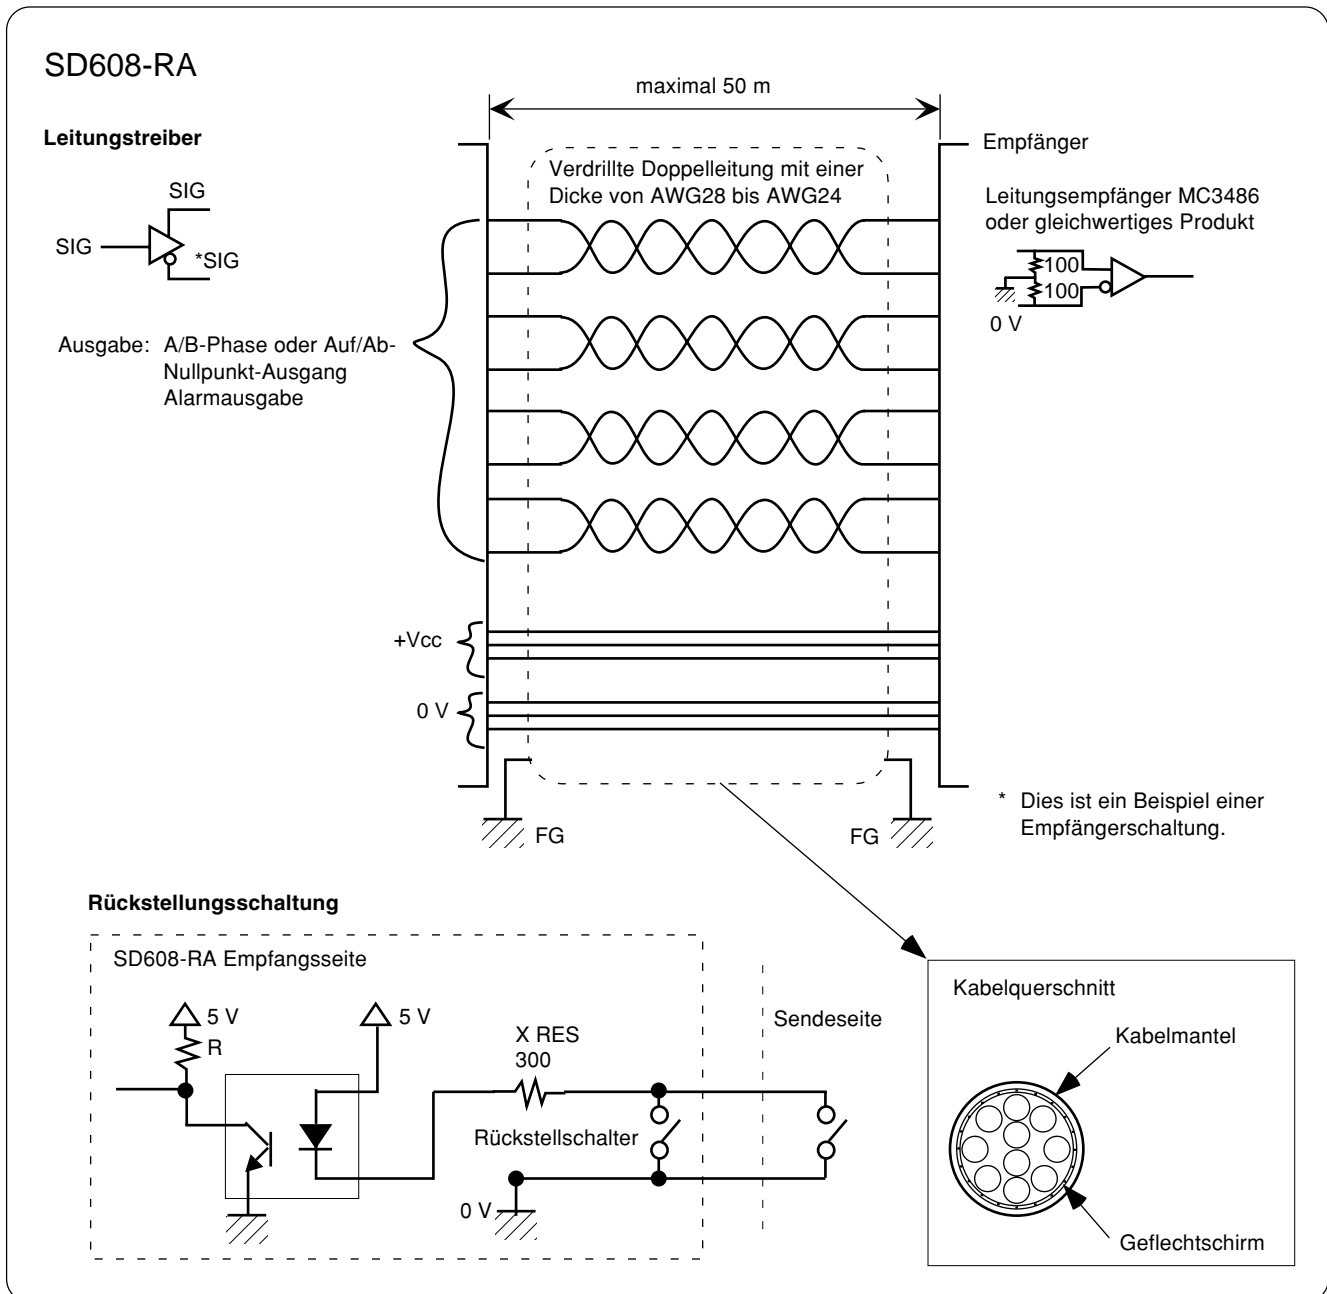 SD608-RA
maximal 50 m
Leitungstreiber
Empfänger
Verdrillte Doppelleitung mit einer
Dicke von AWG28 bis AWG24
SIG
SIG
*SIG
Leitungsempfänger MC3486
oder gleichwertiges Produkt
100
100
0 V
Ausgabe: A/B-Phase oder Auf/Ab-
Nullpunkt-Ausgang
Alarmausgabe
+Vcc
0 V
FG
FG
* Dies ist ein Beispiel einer
Empfängerschaltung.
Rückstellungsschaltung
SD608-RA Empfangsseite
5 V
R
5 V
X RES
300
Rückstellschalter
0 V
Sendeseite
Kabelquerschnitt
Kabelmantel
Geflechtschirm